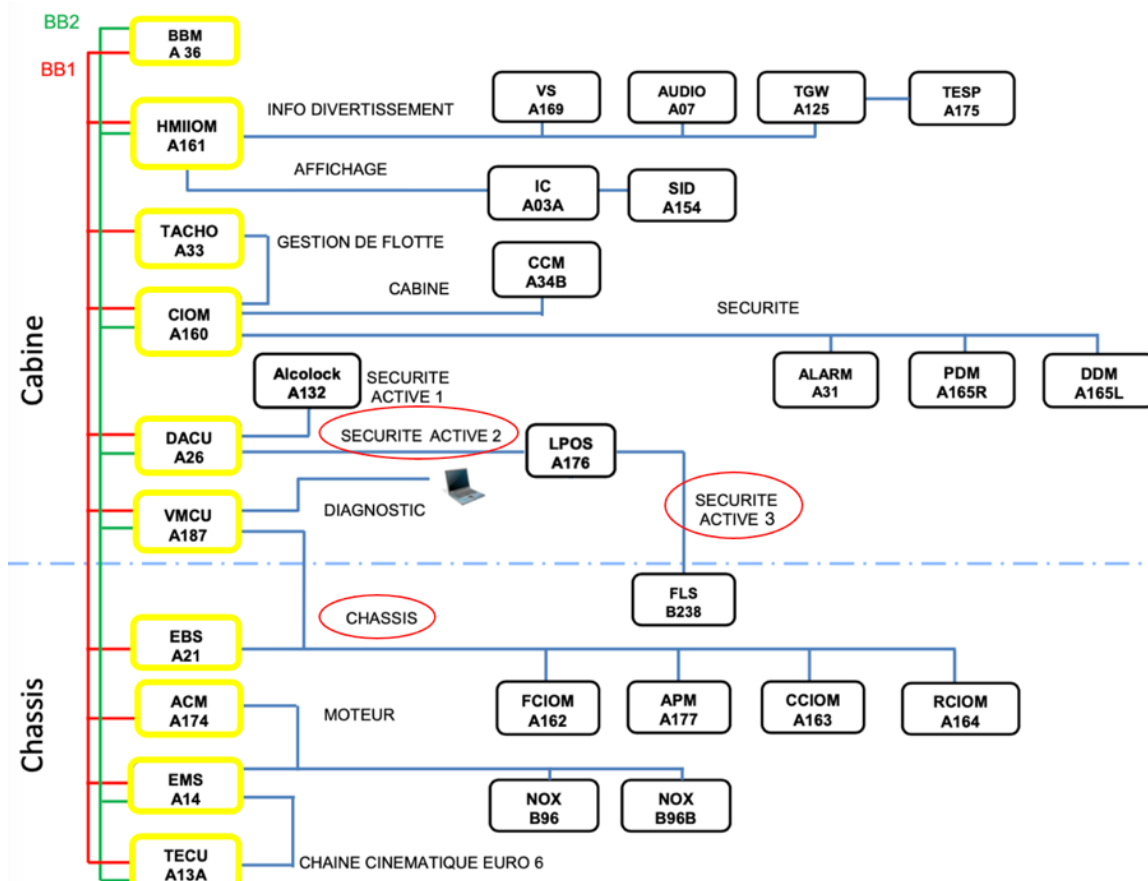 BB2
BBM
A 36
BB1
VS
A169
AUDIO
A07
TGW
A125
TESP
A175
INFO DIVERTISSEMENT
HMIIOM
A161
AFFICHAGE
IC
A03A
SID
A154
TACHO
A33
GESTION DE FLOTTE
CCM
A34B
CABINE
CIOM
A160
SECURITE
Cabine
Alcolock
A132
SECURITE
ACTIVE 1
ALARM
A31
PDM
A165R
DDM
A165L
DACU
A26
SECURITE ACTIVE 2
LPOS
A176
VMCU
A187
DIAGNOSTIC
SECURITE
ACTIVE 3
FLS
B238
CHASSIS
EBS
A21
Chassis
ACM
A174
MOTEUR
FCIOM
A162
APM
A177
CCIOM
A163
RCIOM
A164
EMS
A14
NOX
B96
NOX
B96B
TECU
A13A
CHAINE CINEMATIQUE EURO 6